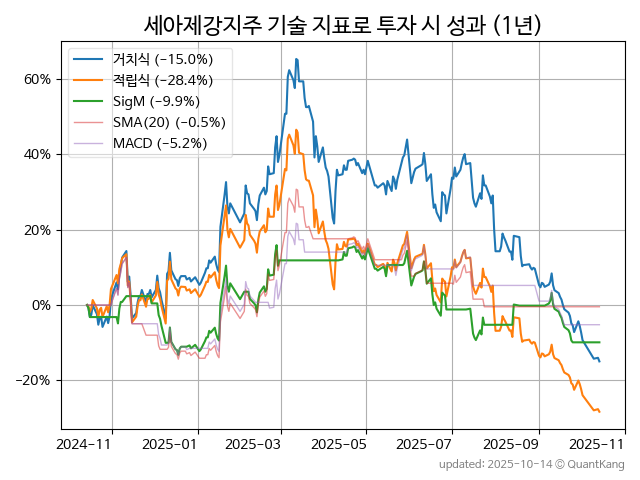 세아제강지주 기술 지표로 투자 시 성과 (1년)
거치식 (−15.0%)
적립식 (−28.4%)
SigM (−9.9%)
SMA(20) (−0.5%)
MACD (−5.2%)
60%
40%
20%
0%
−20%
2024-11 2025-01 2025-03 2025-05 2025-07 2025-09 2025-11
updated: 2025-10-14 © QuantKang